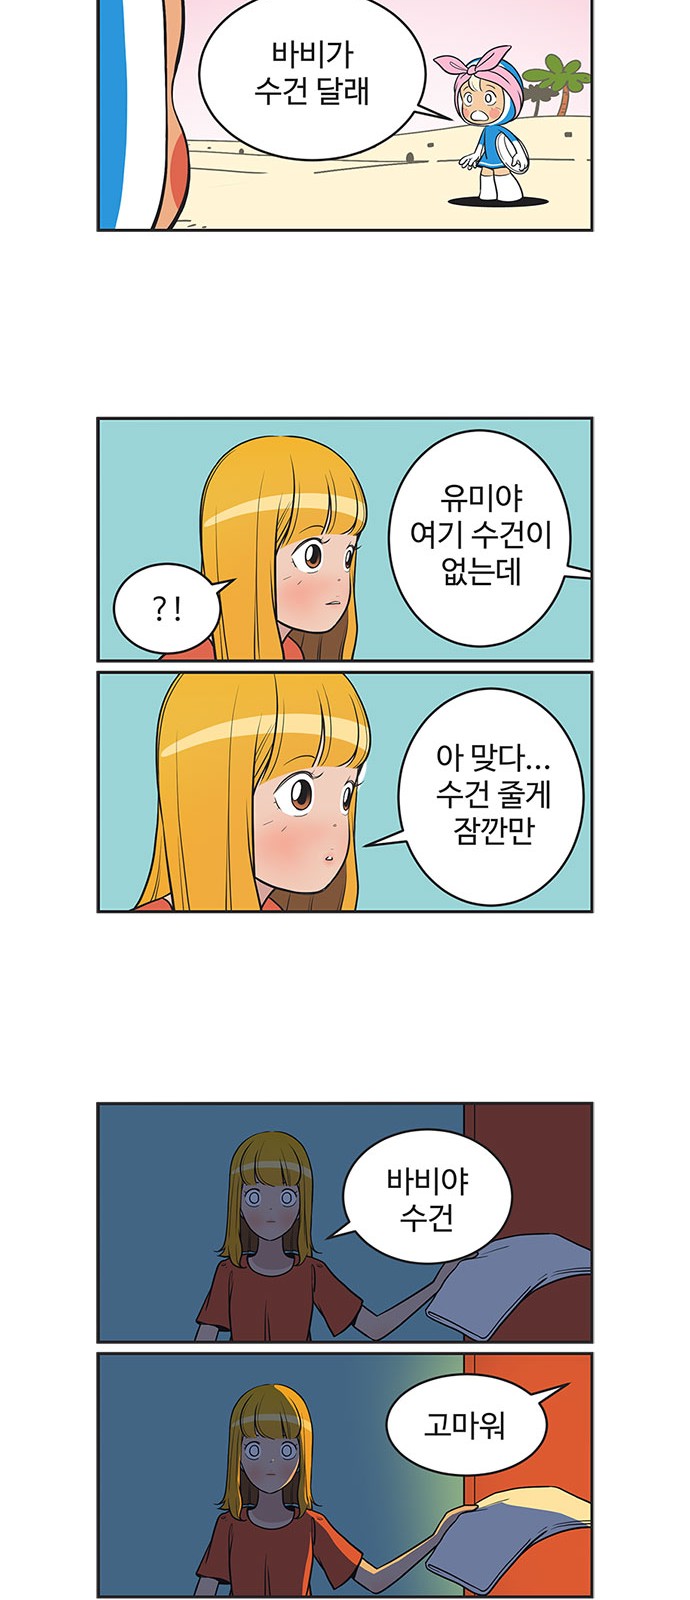 바비가
수건 달래
유미야
여기 수건이
없는데
?!
아 맞다...
수건 줄게
잠깐만
바비야
수건
고마워